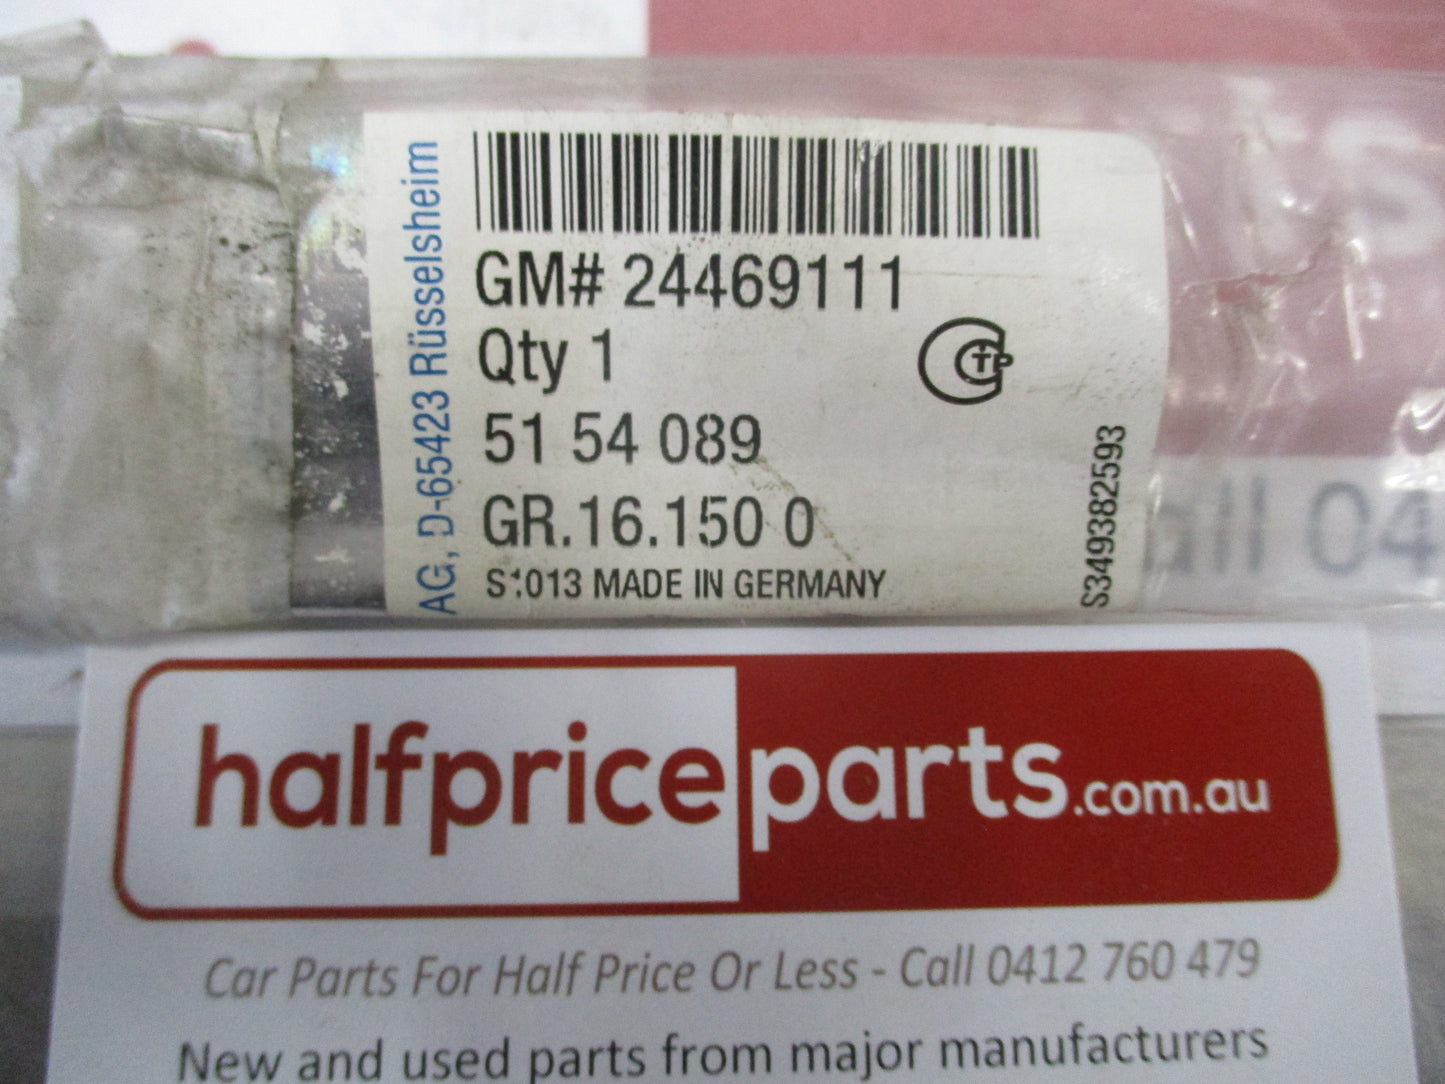 AG, D-65423 Rüsselsheim
GM# 24469111
Qty 1
51 54 089
GR.16.150 0
S1013 MADE IN GERMANY
S349382593
all 04
halfpriceparts.com.au
Car Parts For Half Price Or Less - Call 0412 760 479
New and used parts from major manufacturers